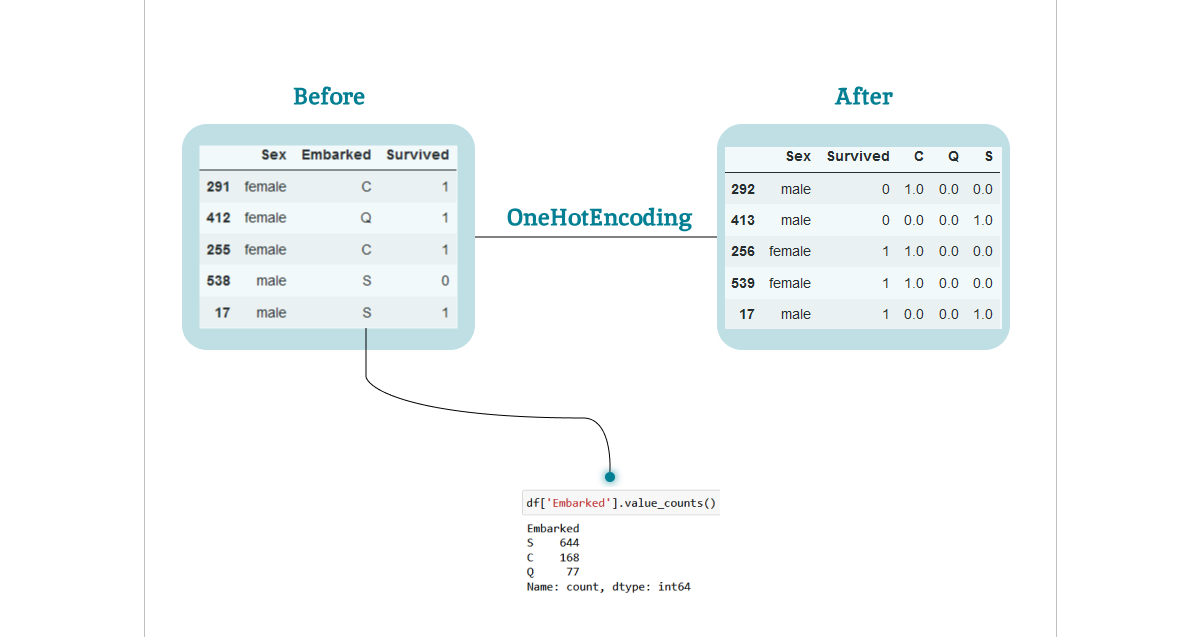 Before
After
Sex Embarked Survived
291 female C 1
412 female Q 1
255 female C 1
538 male S 0
17 male S 1
OneHotEncoding
Sex Survived C Q S
292 male 0 1.0 0.0 0.0
413 male 0 0.0 0.0 1.0
256 female 1 1.0 0.0 0.0
539 female 1 1.0 0.0 0.0
17 male 1 0.0 0.0 1.0
df['Embarked'].value_counts()
Embarked
S 644
C 168
Q 77
Name: count, dtype: int64